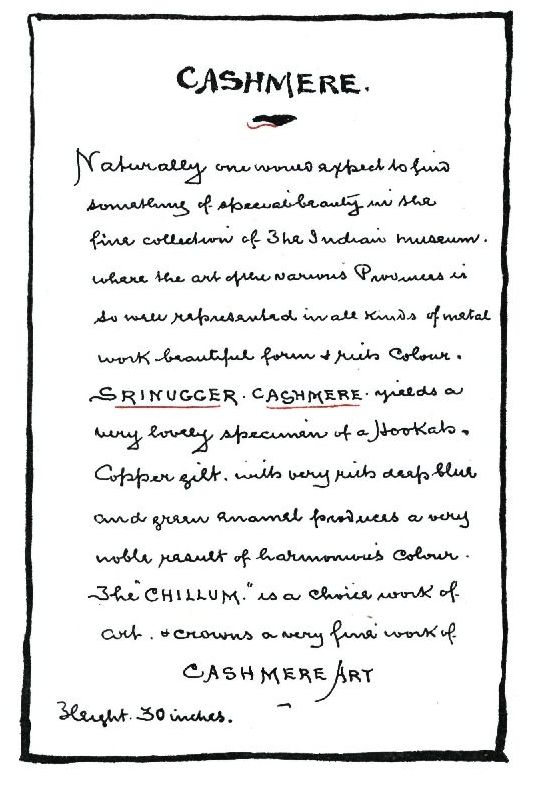 CASHMERE.
Naturally one would expect to find
something of special beauty in the
fine collection of The Indian Museum.
where the art of the various Provinces is
so well represented in all kinds of metal
work beautiful form & rich Colour.
SRINUGGER. CASHMERE. yields a
very lovely specimen of a Hookah.
Copper gilt. with very rich deep blue
and green enamel produces a very
noble result of harmonious Colour.
The "CHILLUM." is a choice work of
art. & crowns a very fine work of
CASHMERE ART
Height. 30 inches.